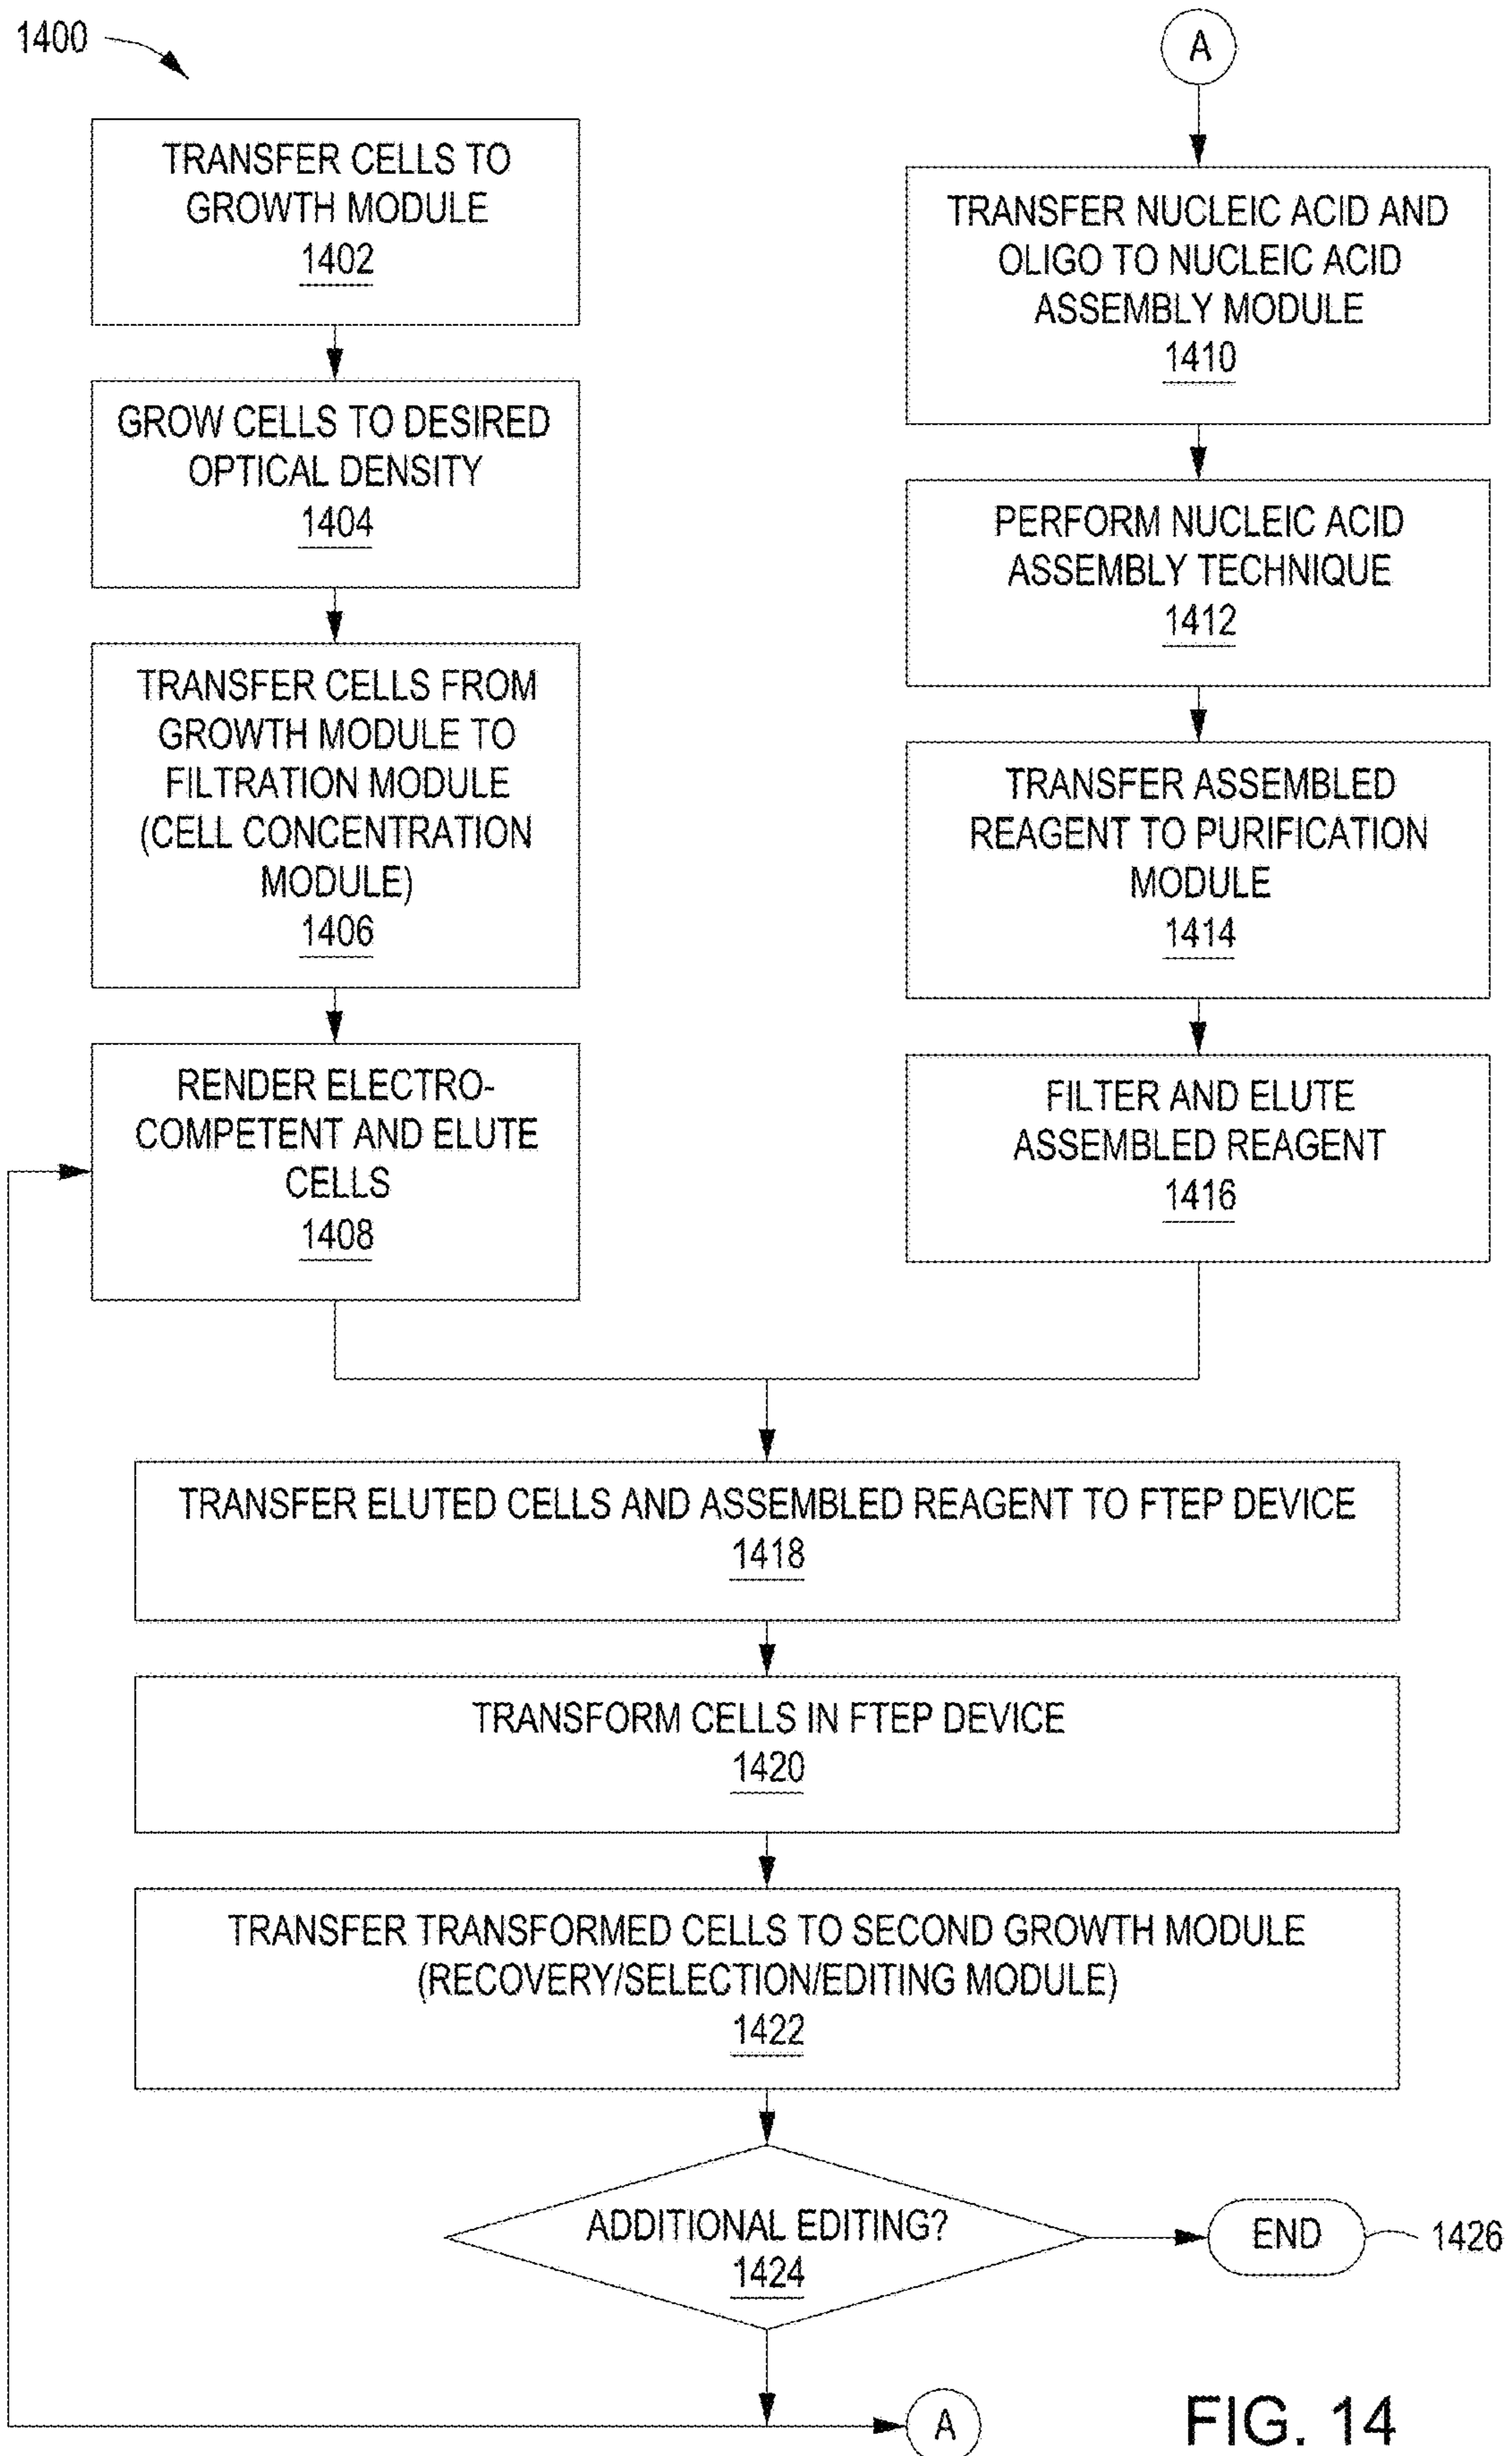 1400
TRANSFER CELLS TO
GROWTH MODULE
1402
GROW CELLS TO DESIRED
OPTICAL DENSITY
1404
TRANSFER CELLS FROM
GROWTH MODULE TO
FILTRATION MODULE
(CELL CONCENTRATION
MODULE)
1406
RENDER ELECTRO-
COMPETENT AND ELUTE
CELLS
1408
A
TRANSFER NUCLEIC ACID AND
OLIGO TO NUCLEIC ACID
ASSEMBLY MODULE
1410
PERFORM NUCLEIC ACID
ASSEMBLY TECHNIQUE
1412
TRANSFER ASSEMBLED
REAGENT TO PURIFICATION
MODULE
1414
FILTER AND ELUTE
ASSEMBLED REAGENT
1416
TRANSFER ELUTED CELLS AND ASSEMBLED REAGENT TO FTEP DEVICE
1418
TRANSFORM CELLS IN FTEP DEVICE
1420
TRANSFER TRANSFORMED CELLS TO SECOND GROWTH MODULE
(RECOVERY/SELECTION/EDITING MODULE)
1422
ADDITIONAL EDITING?
1424
END
1426
A
FIG. 14